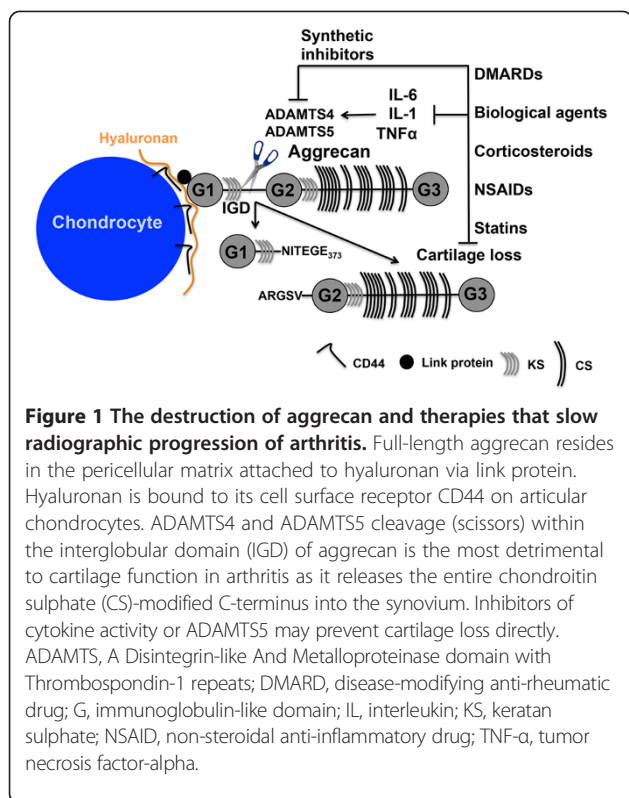 Synthetic
inhibitors
DMARDs
IL-6
ADAMTS4 IL-1 Biological agents
ADAMTS5 TNFα
Hyaluronan Aggrecan
Corticosteroids
G1 G2 G3 NSAIDs
IGD
Chondrocyte Statins
G1 NITEGE373 Cartilage loss
ARGSV G2 G3
CD44 Link protein KS CS
Figure 1 The destruction of aggrecan and therapies that slow
radiographic progression of arthritis. Full-length aggrecan resides
in the pericellular matrix attached to hyaluronan via link protein.
Hyaluronan is bound to its cell surface receptor CD44 on articular
chondrocytes. ADAMTS4 and ADAMTS5 cleavage (scissors) within
the interglobular domain (IGD) of aggrecan is the most detrimental
to cartilage function in arthritis as it releases the entire chondroitin
sulphate (CS)-modified C-terminus into the synovium. Inhibitors of
cytokine activity or ADAMTS5 may prevent cartilage loss directly.
ADAMTS, A Disintegrin-like And Metalloproteinase domain with
Thrombospondin-1 repeats; DMARD, disease-modifying anti-rheumatic
drug; G, immunoglobulin-like domain; IL, interleukin; KS, keratan
sulphate; NSAID, non-steroidal anti-inflammatory drug; TNF-α, tumor
necrosis factor-alpha.